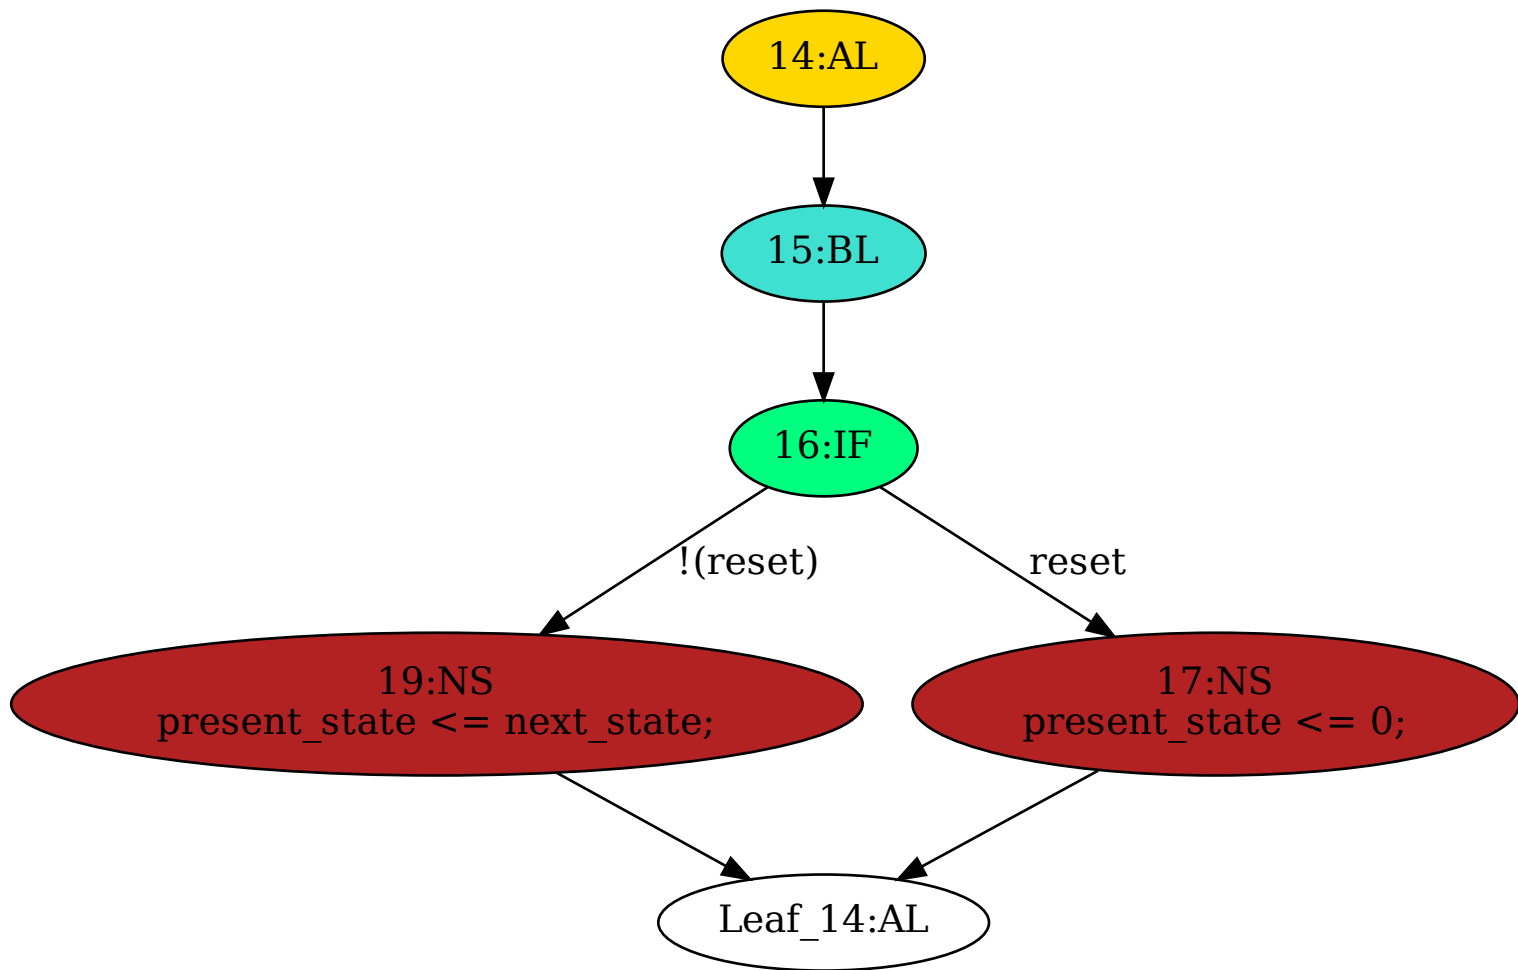 14:AL
15:BL
16:IF
!(reset)
reset
19:NS
present_state <= next_state;
17:NS
present_state <= 0;
Leaf_14:AL